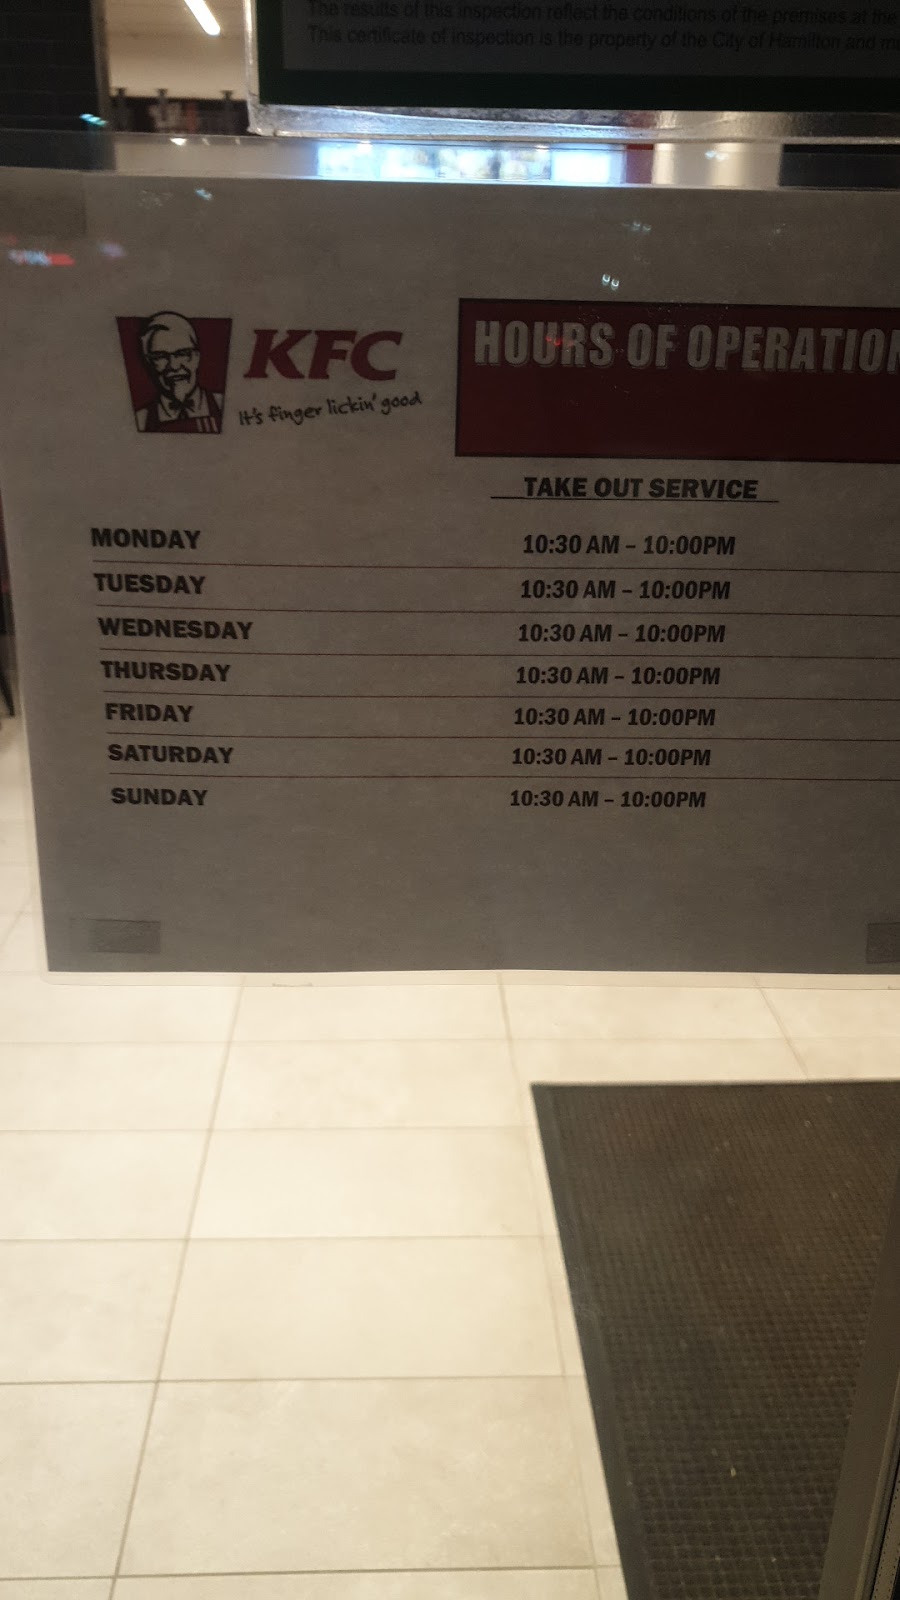 The results of this inspection reflect the conditions of the premises at the
This certificate of inspection is the property of the City of Hamilton and
KFC
It's finger lickin' good
HOURS OF OPERATION
TAKE OUT SERVICE
MONDAY 10:30 AM – 10:00PM
TUESDAY 10:30 AM – 10:00PM
WEDNESDAY 10:30 AM – 10:00PM
THURSDAY 10:30 AM – 10:00PM
FRIDAY 10:30 AM – 10:00PM
SATURDAY 10:30 AM – 10:00PM
SUNDAY 10:30 AM – 10:00PM